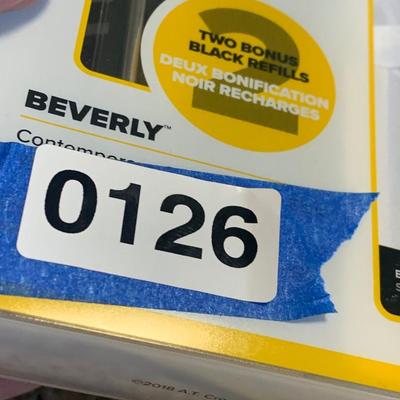 TWO BONUS
BLACK REFILLS
2
DEUX BONIFICATION
NOIR RECHARGES
BEVERLY™
0126
©2018 A.T.